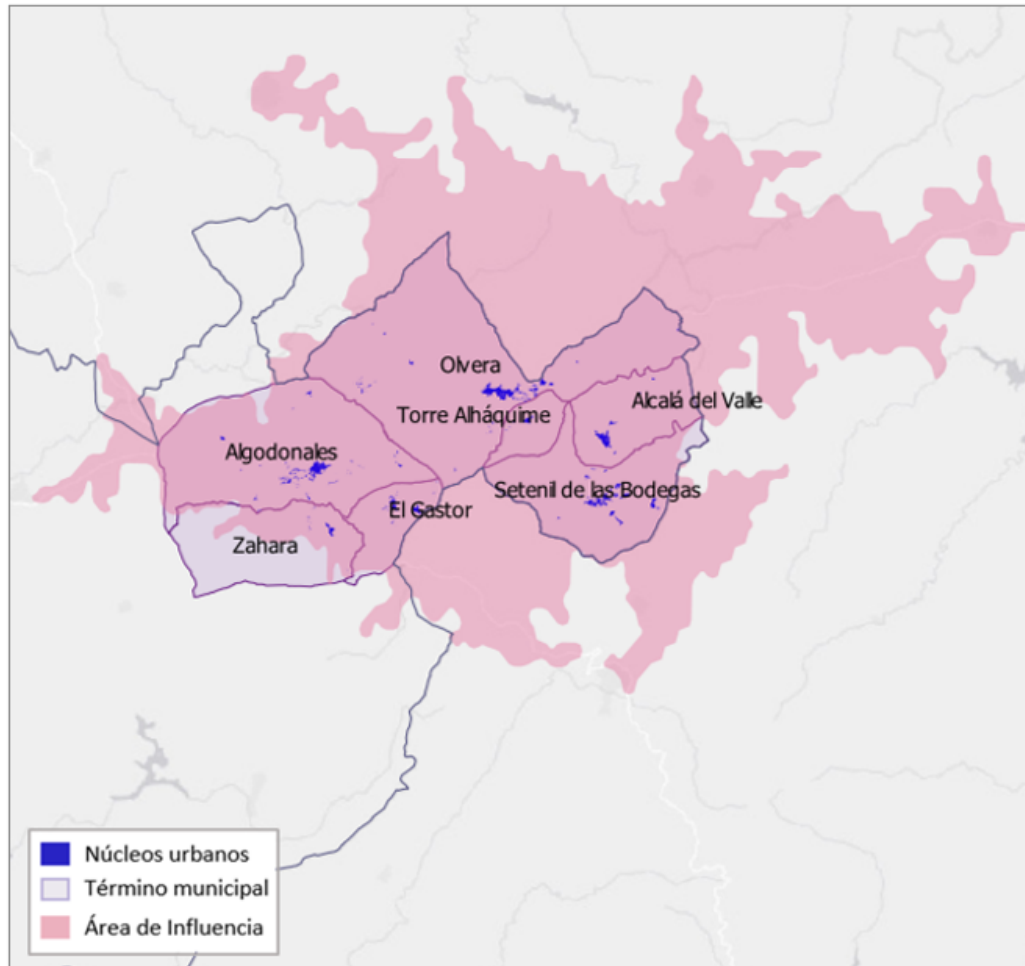 Olvera
Alcalá del Valle
Torre Alháquime
Algodonales
Setenil de las Bodegas
El Gastor
Zahara
Núcleos urbanos
Término municipal
Área de Influencia